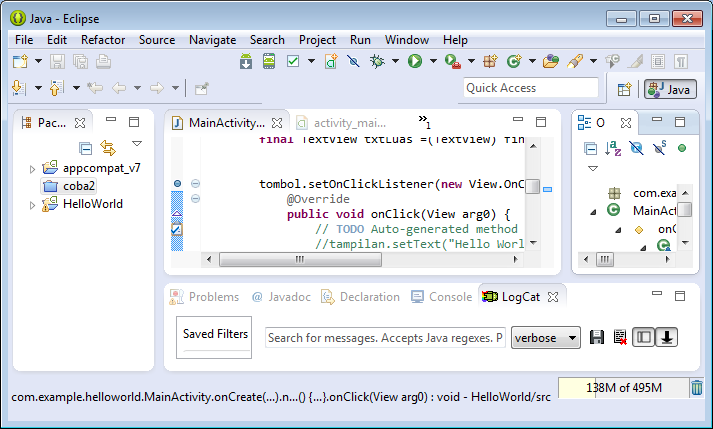 Java - Eclipse
File Edit Refactor Source Navigate Search Project Run Window Help
Quick Access
Java
Pac...
appcompat_v7
coba2
HelloWorld
MainActivity...
activity_mai...
»1
final TextView txtLuas =(TextView) fin
tombol.setOnClickListener(new View.OnC
@Override
public void onClick(View arg0) {
// TODO Auto-generated method
//tampilan.setText("Hello Worl
O
com.exa
MainAct
onC
Problems @ Javadoc Declaration Console LogCat
Saved Filters
Search for messages. Accepts Java regexes. P
verbose
com.example.helloworld.MainActivity.onCreate(...).n...() {...}.onClick(View arg0) : void - HelloWorld/src
138M of 495M